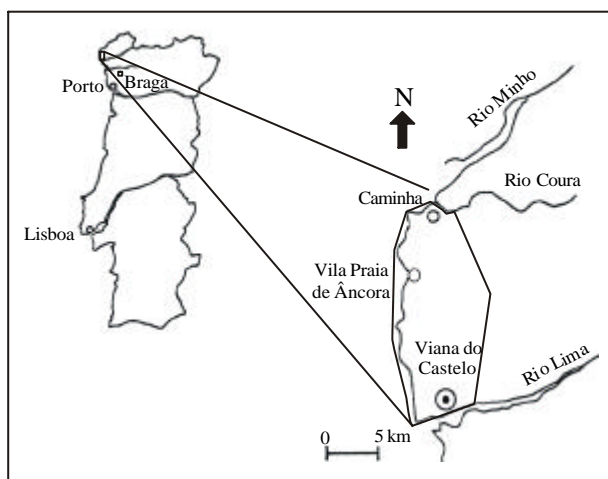 Porto
Braga
Lisboa
N
Rio Minho
Rio Coura
Caminha
Vila Praia
de Âncora
Viana do
Castelo
Rio Lima
0 5 km